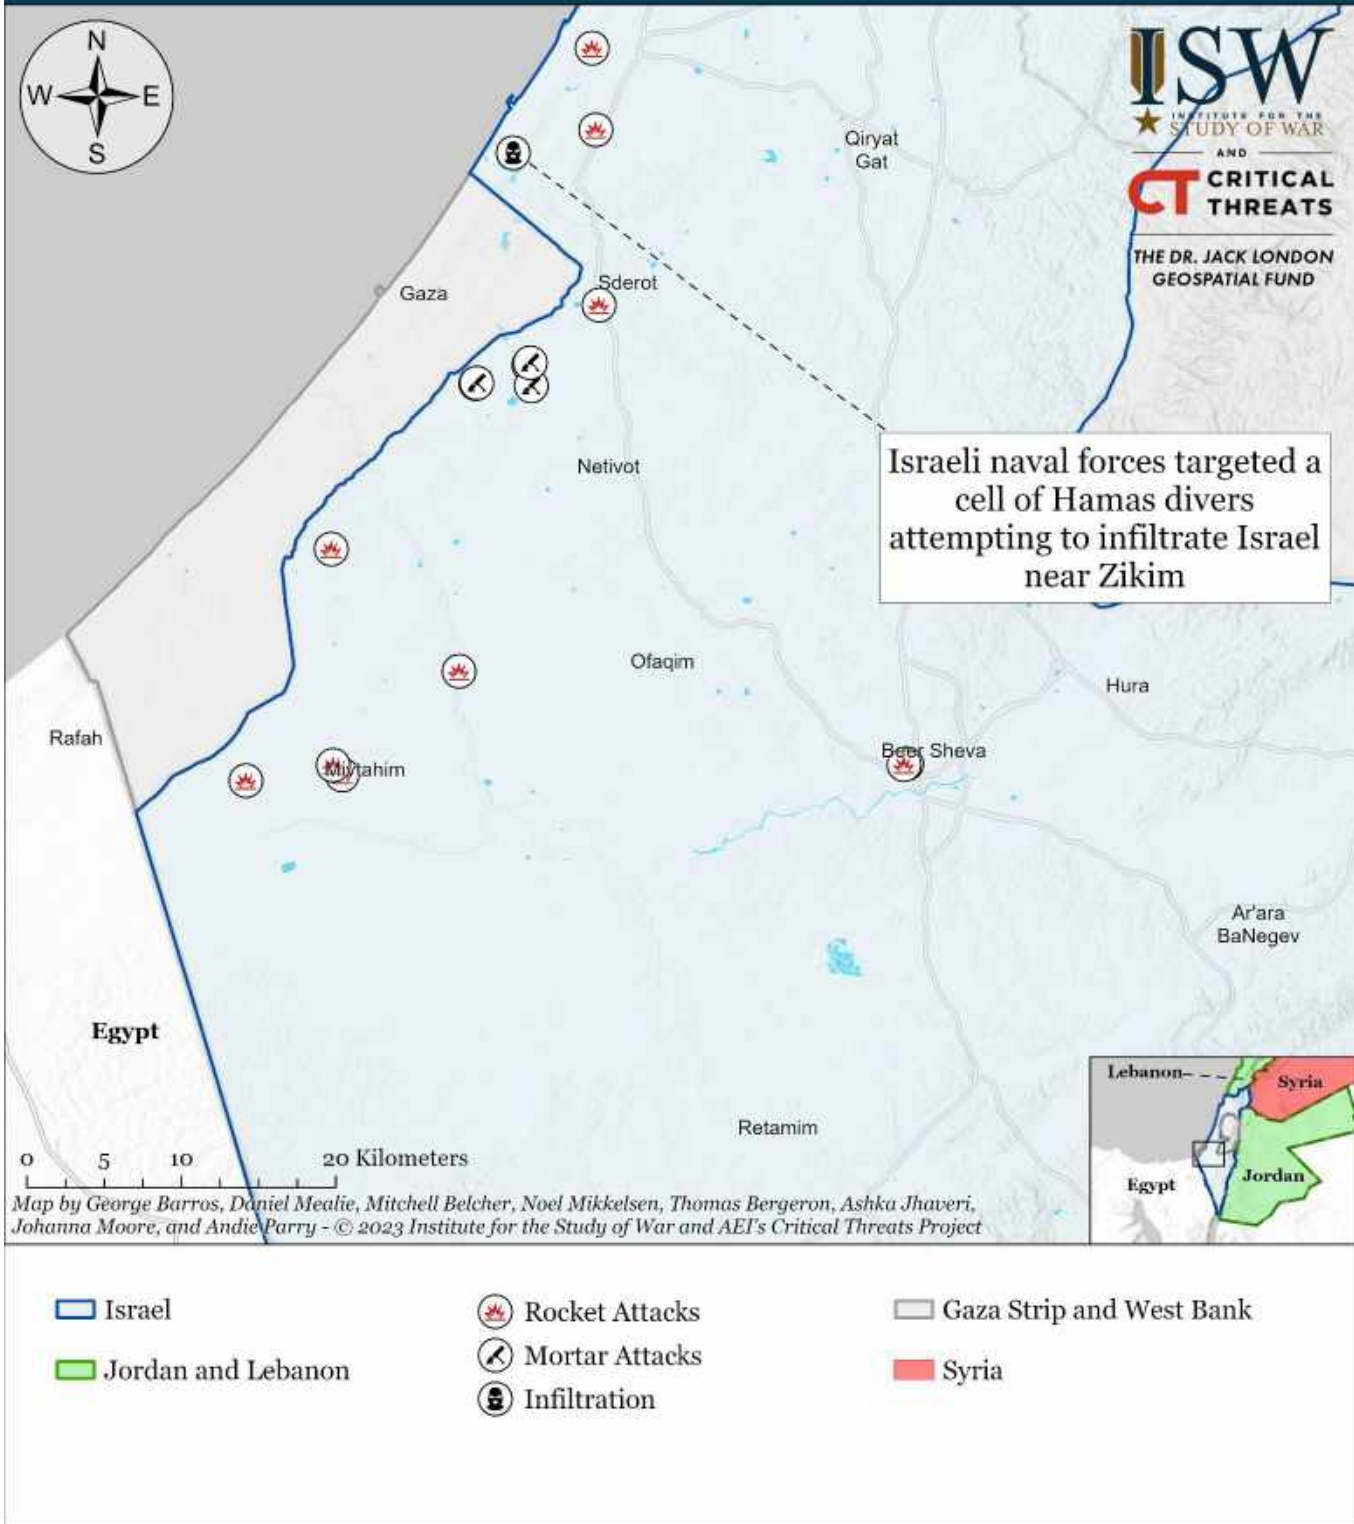 N
W E
S
ISW
INSTITUTE FOR THE
STUDY OF WAR
AND
CT CRITICAL
THREATS
THE DR. JACK LONDON
GEOSPATIAL FUND
Qiryat
Gat
Gaza
Sderot
Netivot
Israeli naval forces targeted a
cell of Hamas divers
attempting to infiltrate Israel
near Zikim
Ofaqim
Hura
Rafah
Mivtahim
Beer Sheva
Ar'ara
BaNegev
Egypt
Retamim
Lebanon
Syria
Egypt
Jordan
0 5 10 20 Kilometers
Map by George Barros, Daniel Mealie, Mitchell Belcher, Noel Mikkelsen, Thomas Bergeron, Ashka Jhaveri,
Johanna Moore, and Andie Parry - © 2023 Institute for the Study of War and AEI's Critical Threats Project
Israel
Rocket Attacks
Gaza Strip and West Bank
Mortar Attacks
Jordan and Lebanon
Syria
Infiltration